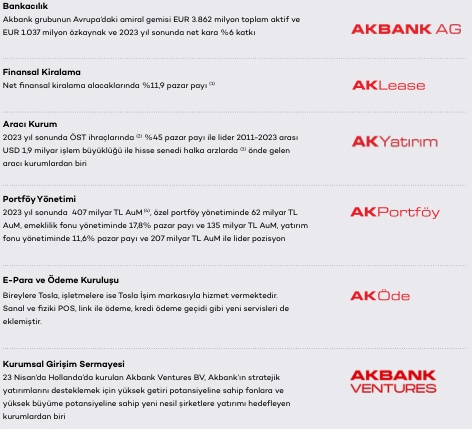 Bankacılık
Akbank grubunun Avrupa'daki amiral gemisi EUR 3.862 milyon toplam aktif ve
EUR 1.037 milyon özkaynak ve 2023 yıl sonunda net kara %6 katkı
AKBANK AG
Finansal Kiralama
Net finansal kiralama alacaklarında %11,9 pazar payı (1)
AKLease
Aracı Kurum
2023 yıl sonunda ÖST ihraçlarında (2) %45 pazar payı ile lider 2011-2023 arası
USD 1,9 milyar işlem büyüklüğü ile hisse senedi halka arzlarda (3) önde gelen
aracı kurumlardan biri
AKYatırım
Portföy Yönetimi
2023 yıl sonunda 407 milyar TL AuM (4), özel portföy yönetiminde 62 milyar TL
AuM, emeklilik fonu yönetiminde 17,8% pazar payı ve 135 milyar TL AuM, yatırım
fonu yönetiminde 11,6% pazar payı ve 207 milyar TL AuM ile lider pozisyon
AKPortföy
E-Para ve Ödeme Kuruluşu
Bireylere Tosla, işletmelere ise Tosla İşim markasıyla hizmet vermektedir.
Sanal ve fiziki POS, link ile ödeme, kredi ödeme geçidi gibi yeni servisleri de
eklemiştir.
AKÖde
Kurumsal Girişim Sermayesi
23 Nisan'da Hollanda'da kurulan Akbank Ventures BV, Akbank'ın stratejik
yatırımlarını desteklemek için yüksek getiri potansiyeline sahip fonlara ve
yüksek büyüme potansiyeline sahip yeni nesil şirketlere yatırımı hedefleyen
kurumlardan biri
AKBANK
VENTURES